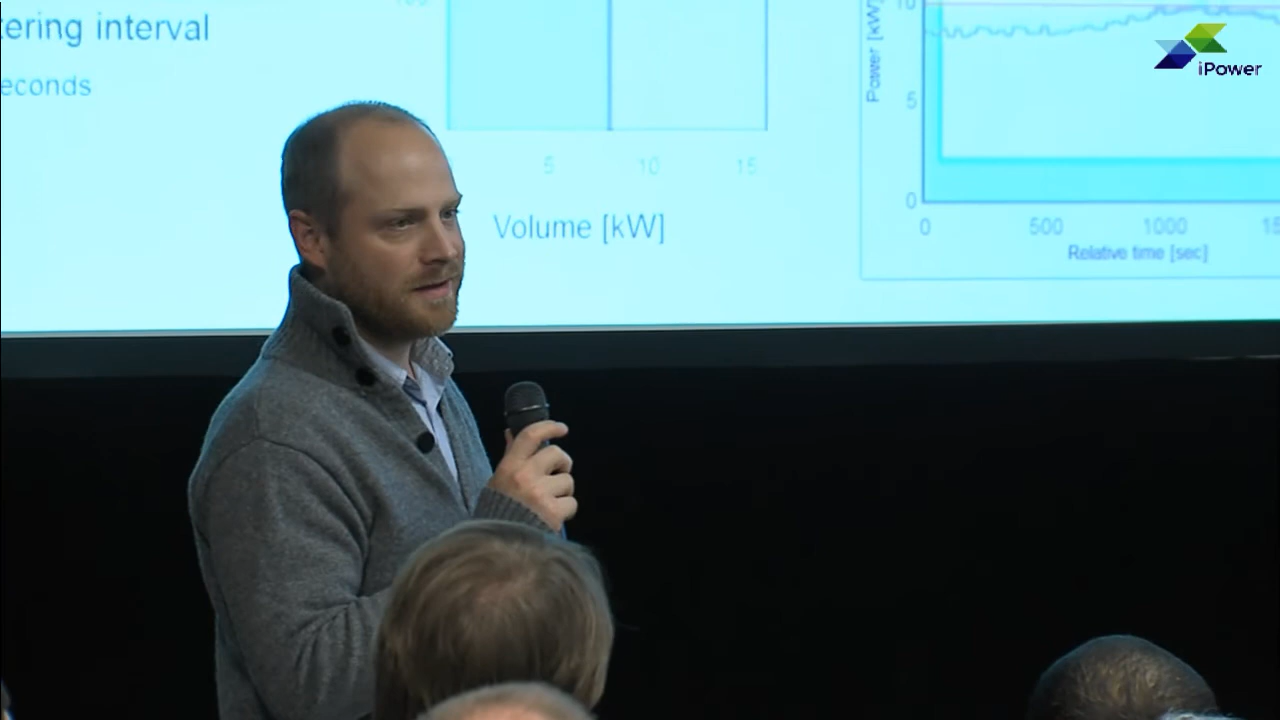 tering interval
econds
5 10 15
Volume [kW]
Power [kW]
10
5
0
0 500 1000 15
Relative time [sec]
iPower